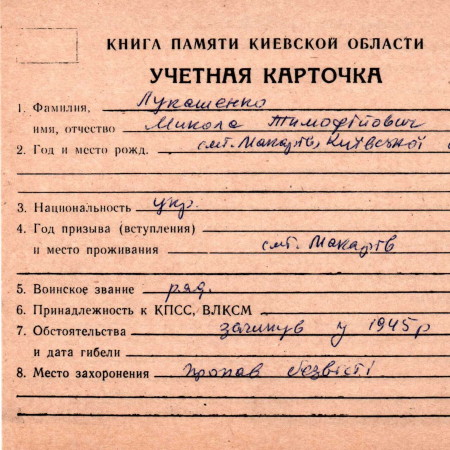 КНИГА ПАМЯТИ КИЕВСКОЙ ОБЛАСТИ
УЧЕТНАЯ КАРТОЧКА
1. Фамилия, Лукашенко
имя, отчество Микола Тимофійович
2. Год и место рожд. смт. Макарів, Київської
3. Национальность укр.
4. Год призыва (вступления)
и место проживания смт. Макарів
5. Воинское звание ряд.
6. Принадлежность к КПСС, ВЛКСМ
7. Обстоятельства загинув у 1945р
и дата гибели
8. Место захоронения Пропав безвісті